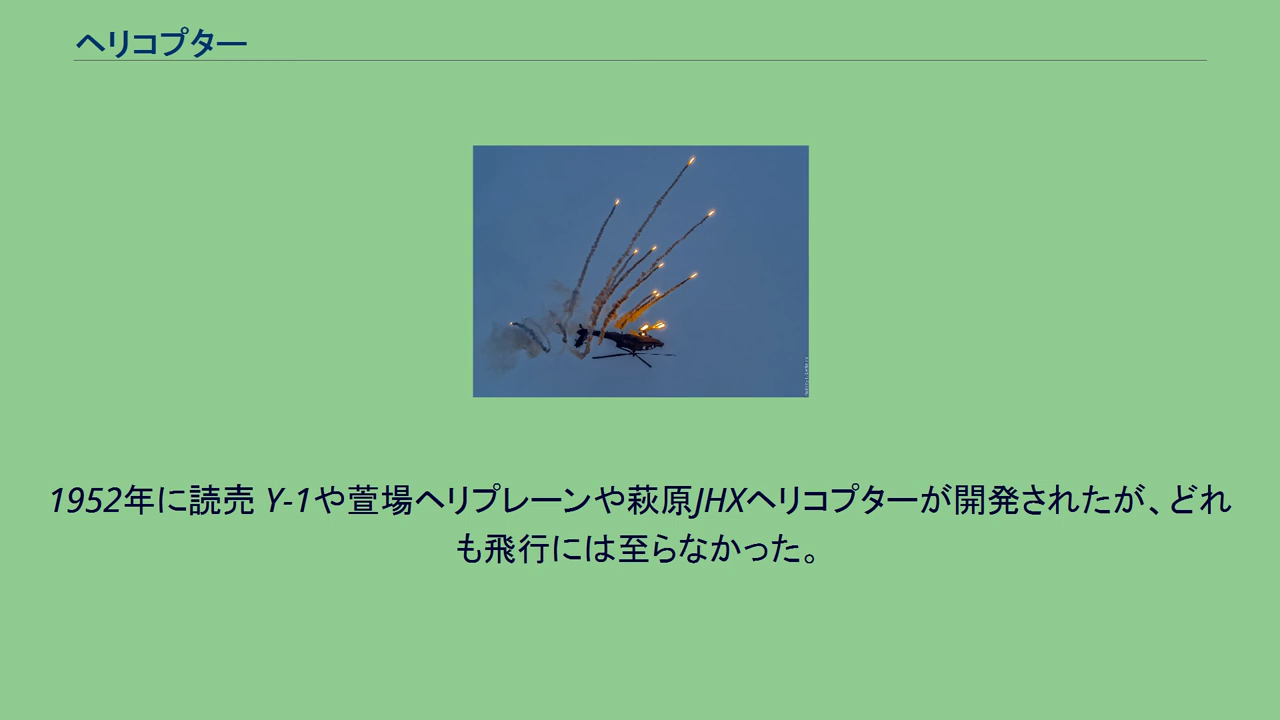 ヘリコプター
1952年に読売 Y-1や萱場ヘリプレーンや萩原JHXヘリコプターが開発されたが、どれ
も飛行には至らなかった。